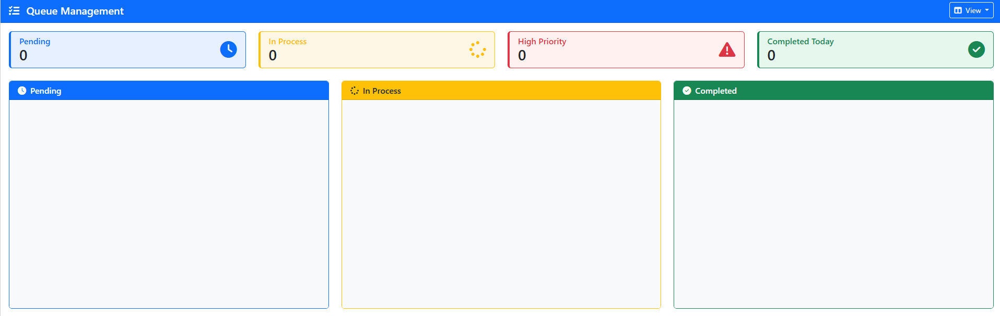 Queue Management
View
Pending
0
In Process
0
High Priority
0
Completed Today
0
Pending
In Process
Completed